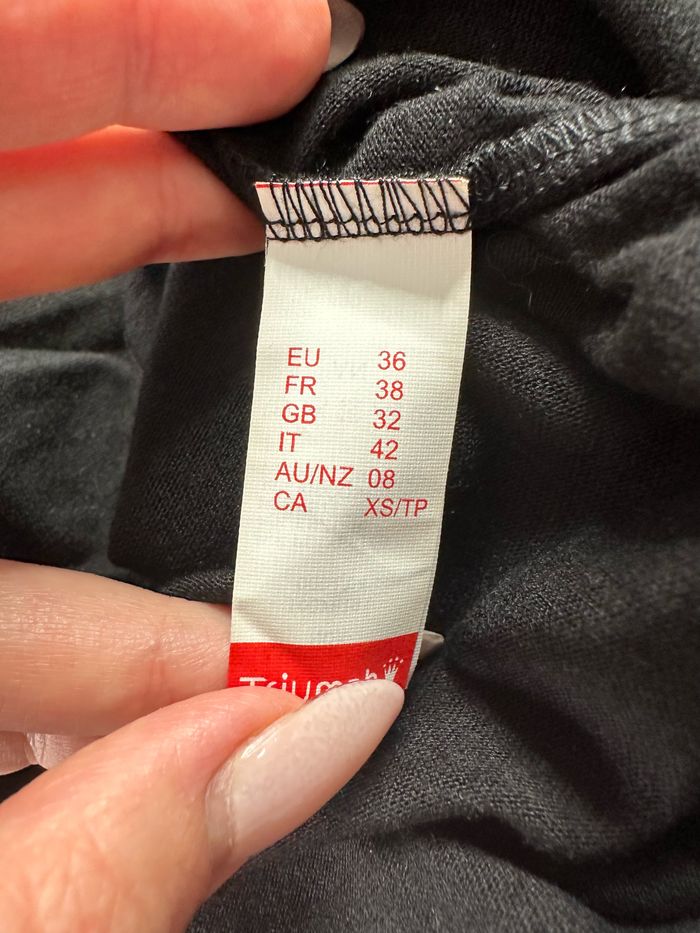 EU 36
FR 38
GB 32
IT 42
AU/NZ 08
CA XS/TP
Triumph